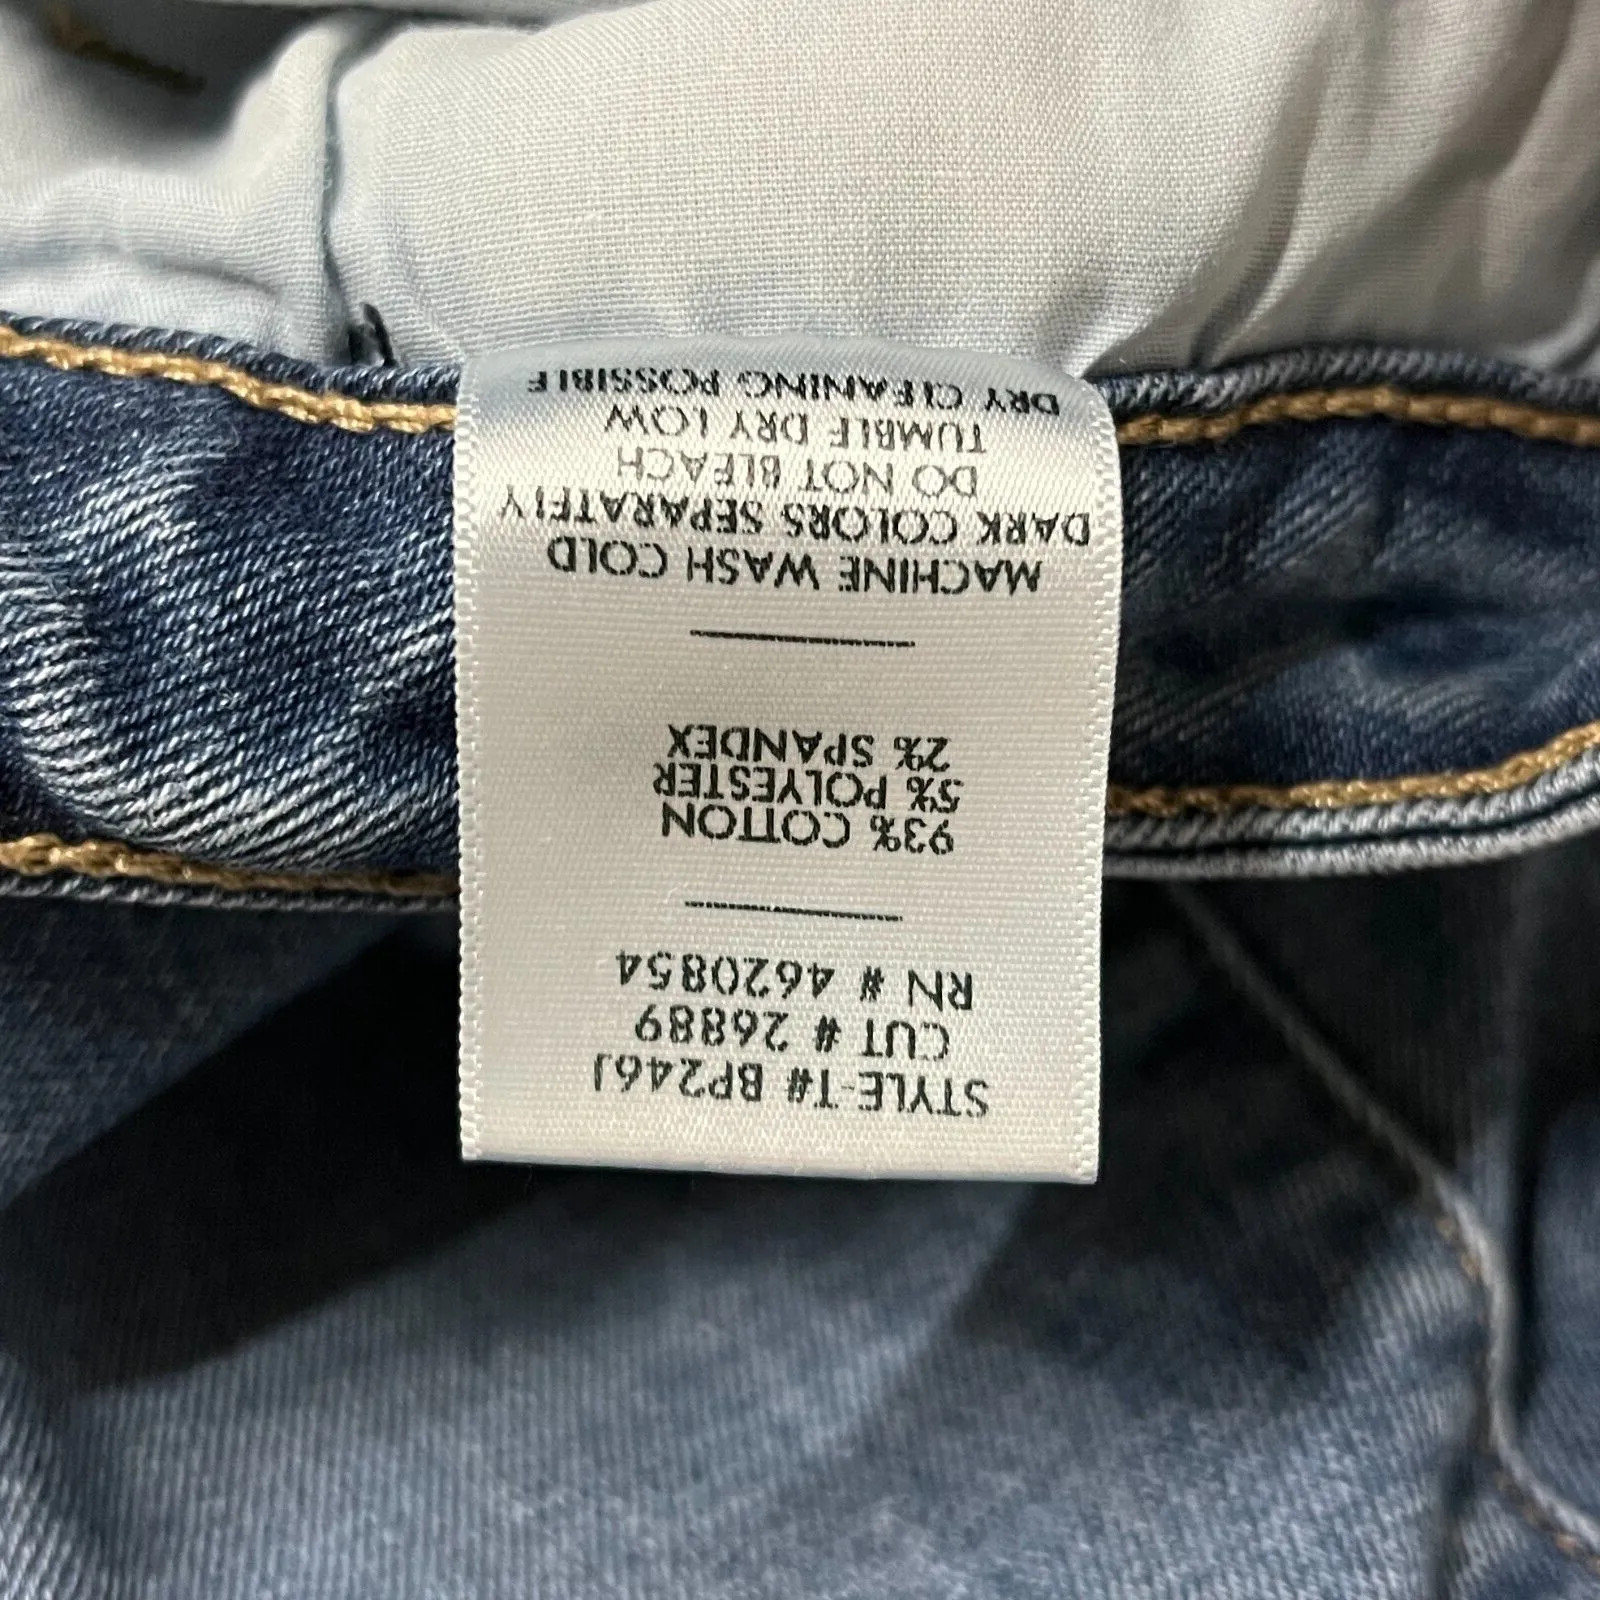 STYLE-T# BP246J
CUT # 26889
RN # 4620854
93% COTTON
5% POLYESTER
2% SPANDEX
MACHINE WASH COLD
DARK COLORS SEPARATELY
DO NOT BLEACH
TUMBLE DRY LOW
DRY CLEANING POSSIBLE